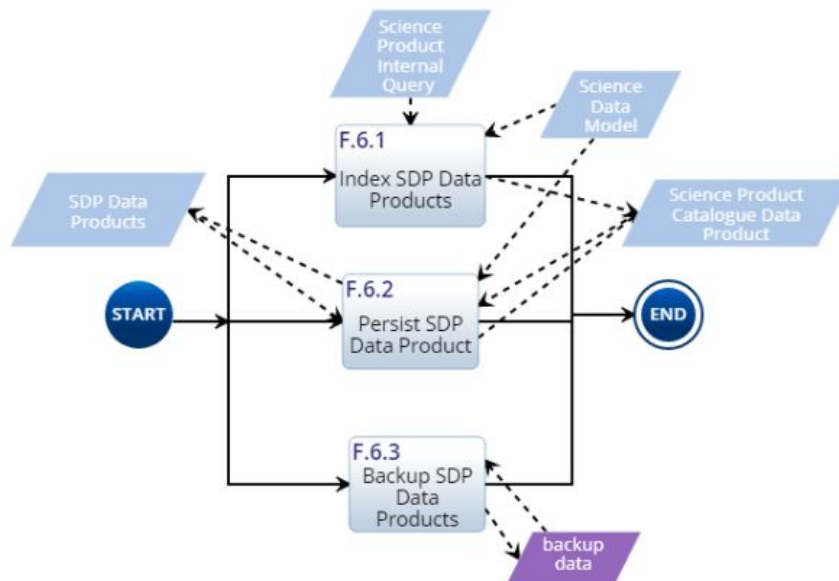 Science
Product
Internal
Query
Science
Data
Model
F.6.1
Index SDP Data
Products
SDP Data
Products
Science Product
Catalogue Data
Product
F.6.2
START
Persist SDP
Data Product
END
F.6.3
Backup SDP
Data
Products
backup
data